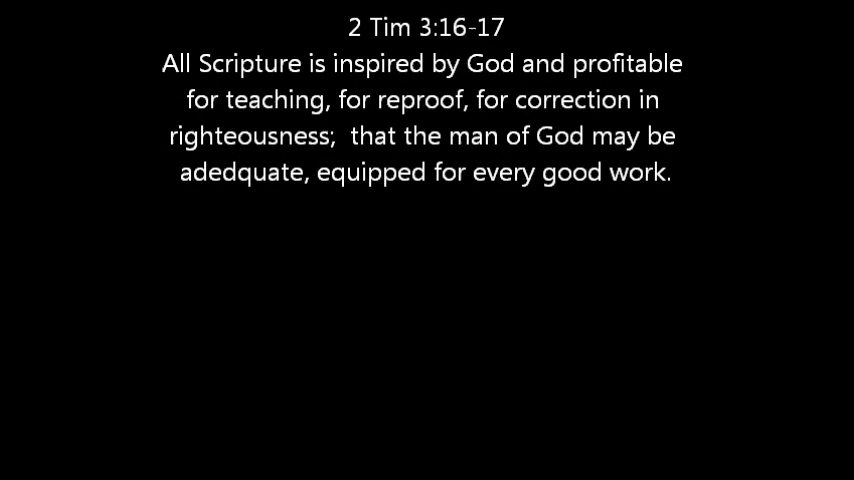 2 Tim 3:16-17
All Scripture is inspired by God and profitable
for teaching, for reproof, for correction in
righteousness;  that the man of God may be
adedquate, equipped for every good work.